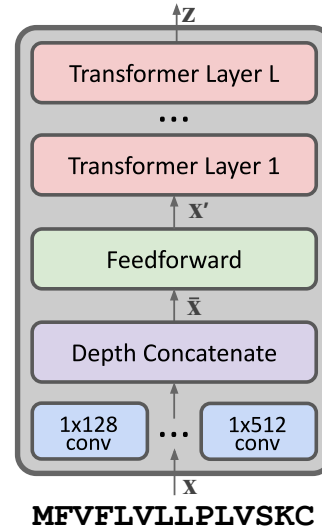 z
Transformer Layer L
...
Transformer Layer 1
x'
Feedforward
x̄
Depth Concatenate
1x128 conv ... 1x512 conv
x
MFVFLVLLPLVSKC